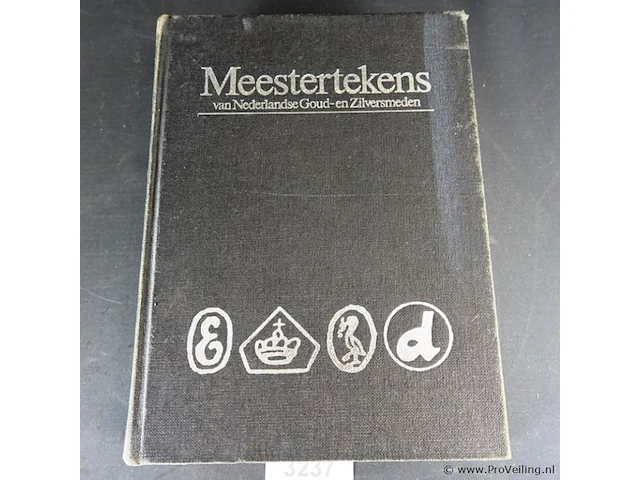 Meestertekens
van Nederlandse Goud- en Zilversmeden
E d
3237
© www.ProVeiling.nl